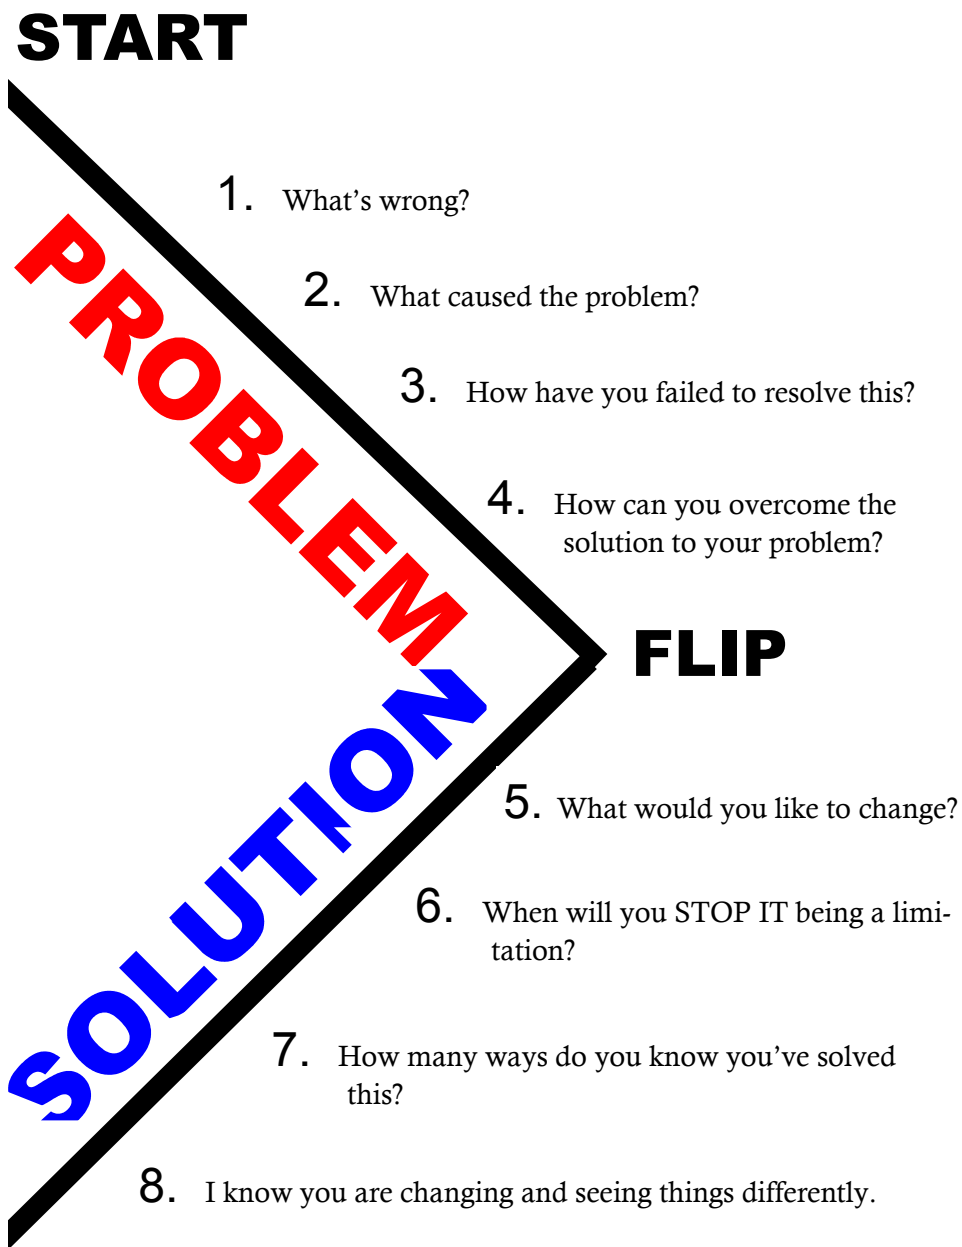 START
1. What's wrong?
PROBLEM
2. What caused the problem?
3. How have you failed to resolve this?
4. How can you overcome the
solution to your problem?
FLIP
SOLUTION
5. What would you like to change?
6. When will you STOP IT being a limi-
tation?
7. How many ways do you know you've solved
this?
8. I know you are changing and seeing things differently.